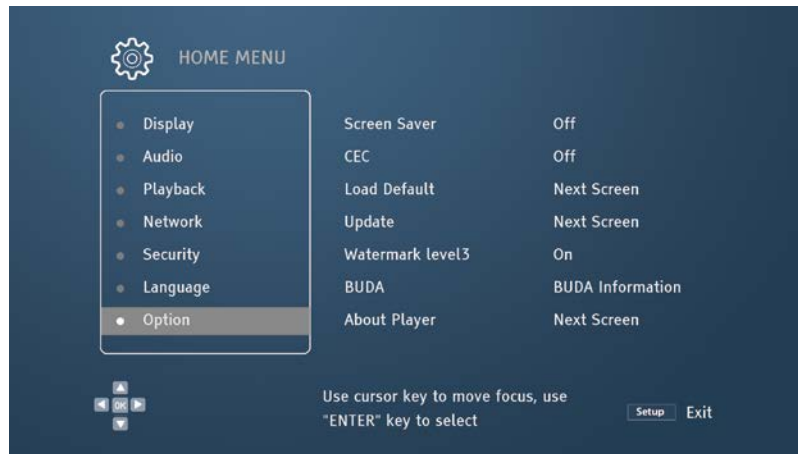 HOME MENU
Display Screen Saver Off
Audio CEC Off
Playback Load Default Next Screen
Network Update Next Screen
Security Watermark level3 On
Language BUDA BUDA Information
Option About Player Next Screen
OK
Use cursor key to move focus, use
"ENTER" key to select
Setup Exit